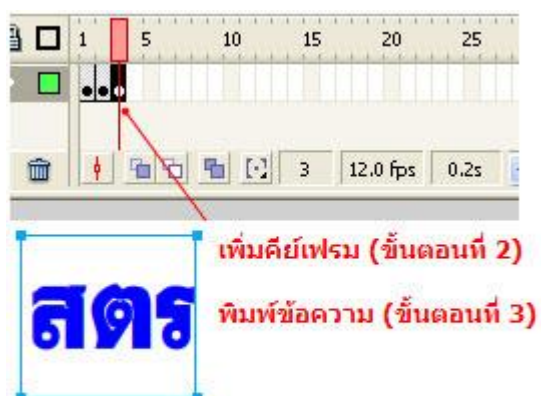 1 5 10 15 20 25
3 12.0 fps 0.2s
เพิ่มคีย์เฟรม (ขั้นตอนที่ 2)
สตร พิมพ์ข้อความ (ขั้นตอนที่ 3)